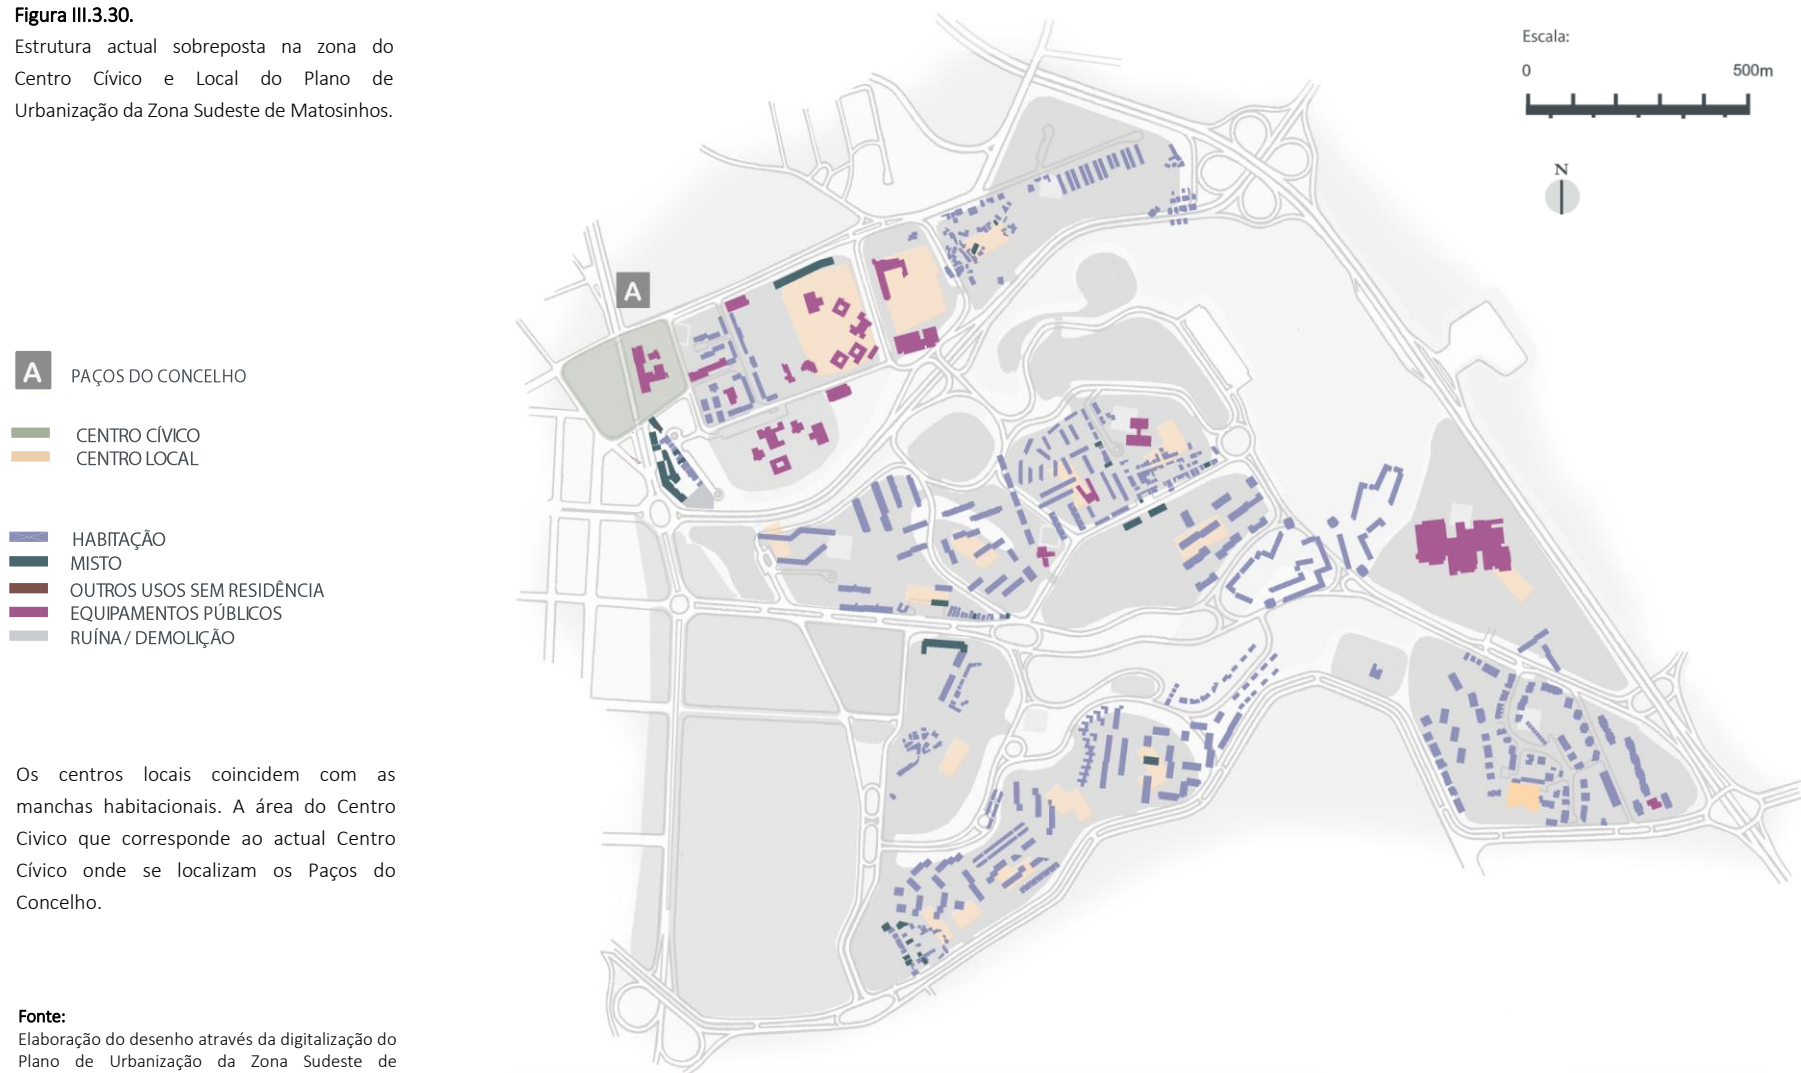 Figura III.3.30.
Estrutura actual sobreposta na zona do
Centro Cívico e Local do Plano de
Urbanização da Zona Sudeste de Matosinhos.
Escala:
0 500m
N
A
A PAÇOS DO CONCELHO
CENTRO CÍVICO
CENTRO LOCAL
HABITAÇÃO
MISTO
OUTROS USOS SEM RESIDÊNCIA
EQUIPAMENTOS PÚBLICOS
RUÍNA / DEMOLIÇÃO
Os centros locais coincidem com as
manchas habitacionais. A área do Centro
Civico que corresponde ao actual Centro
Cívico onde se localizam os Paços do
Concelho.
Fonte:
Elaboração do desenho através da digitalização do
Plano de Urbanização da Zona Sudeste de